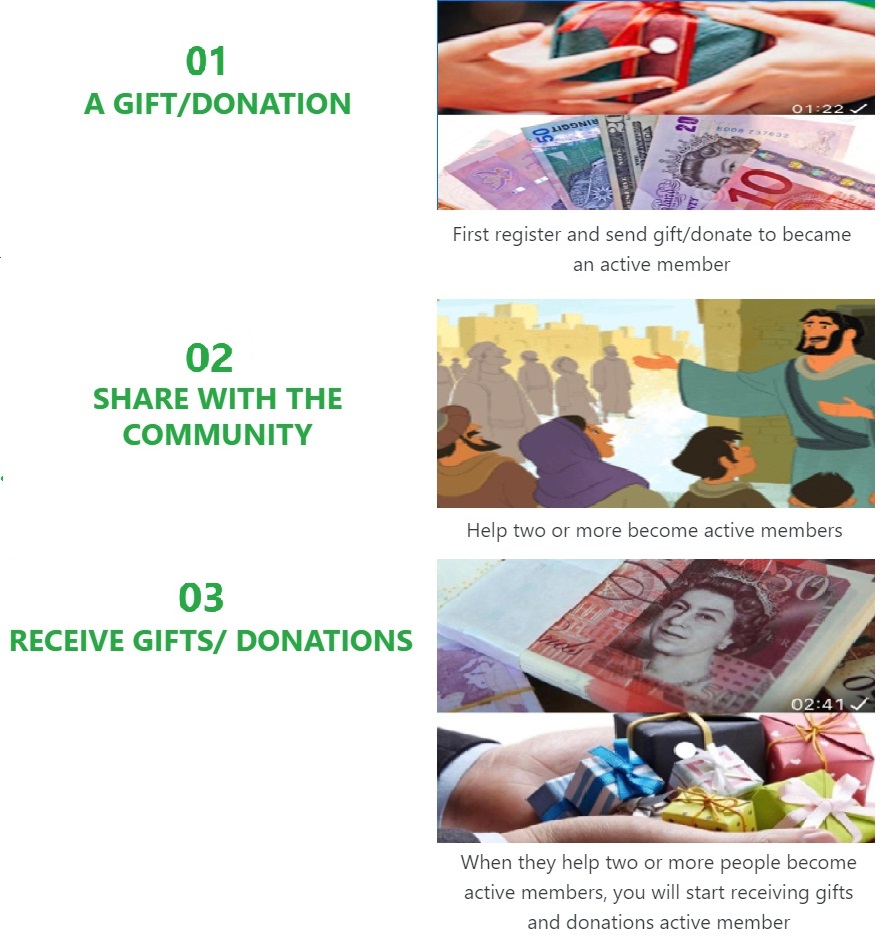 01
A GIFT/DONATION
01:22
50
RINGGIT
20
10
First register and send gift/donate to became
an active member
02
SHARE WITH THE
COMMUNITY
Help two or more become active members
03
RECEIVE GIFTS/ DONATIONS
50
02:41
When they help two or more people become
active members, you will start receiving gifts
and donations active member